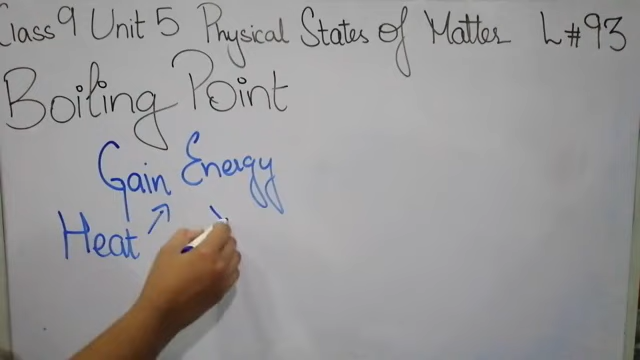 Class 9 Unit 5 Physical States of Matter L#93
Boiling Point
Gain Energy
Heat